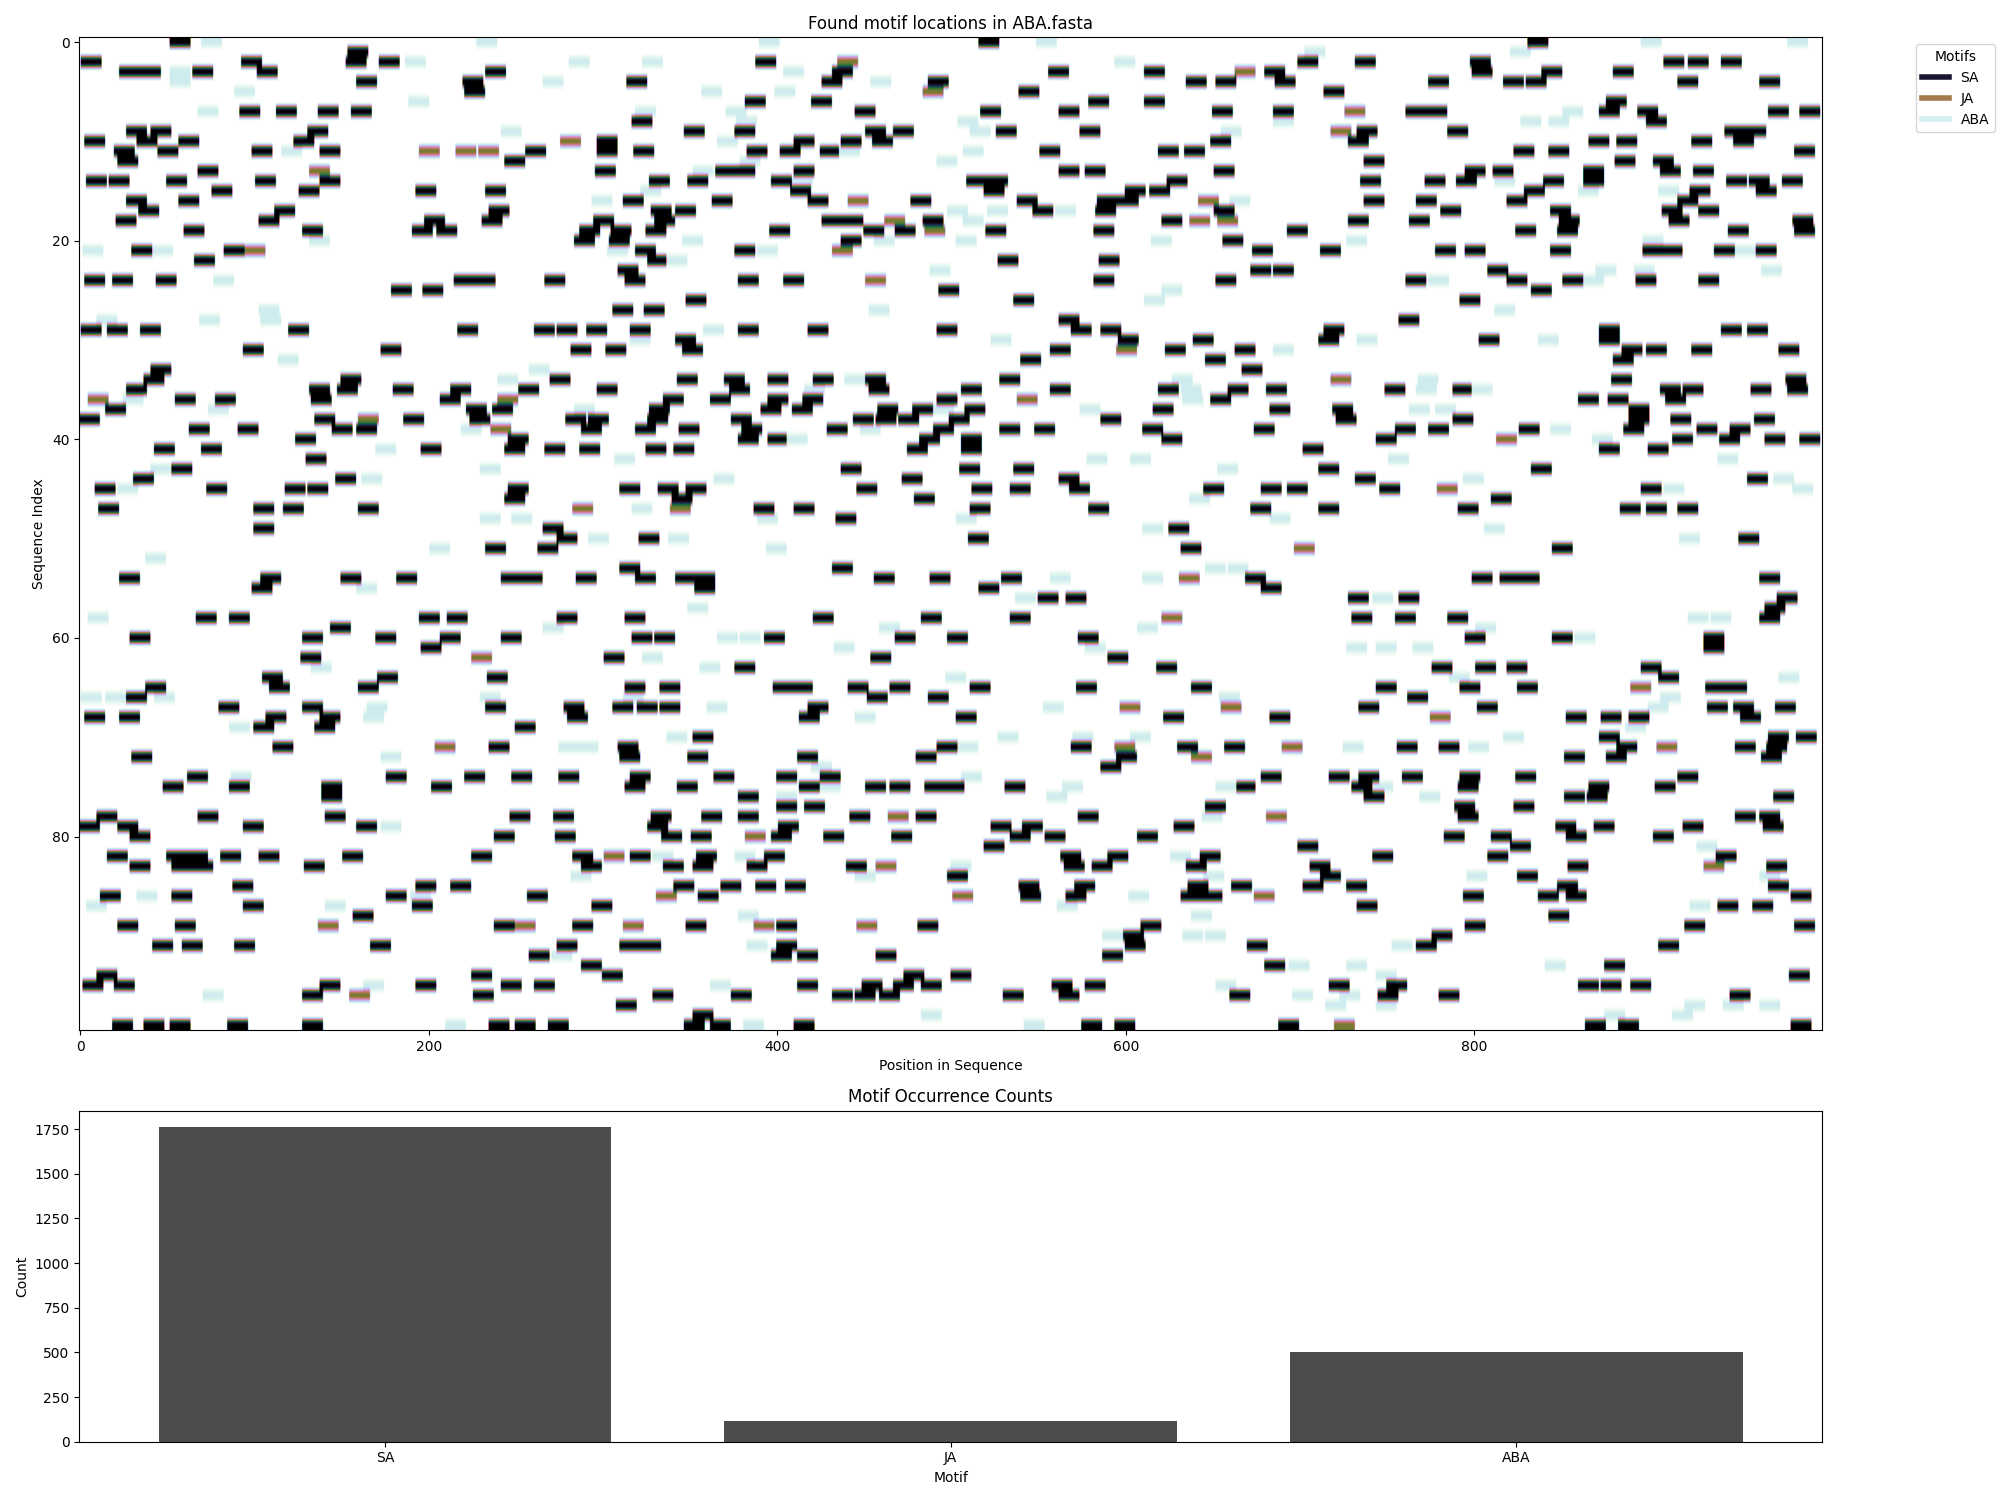 Found motif locations in ABA.fasta
Motifs
SA
JA
ABA
Sequence Index
0
20
40
60
80
0 200 400 600 800
Position in Sequence
Motif Occurrence Counts
Count
1750
1500
1250
1000
750
500
250
0
SA JA ABA
Motif